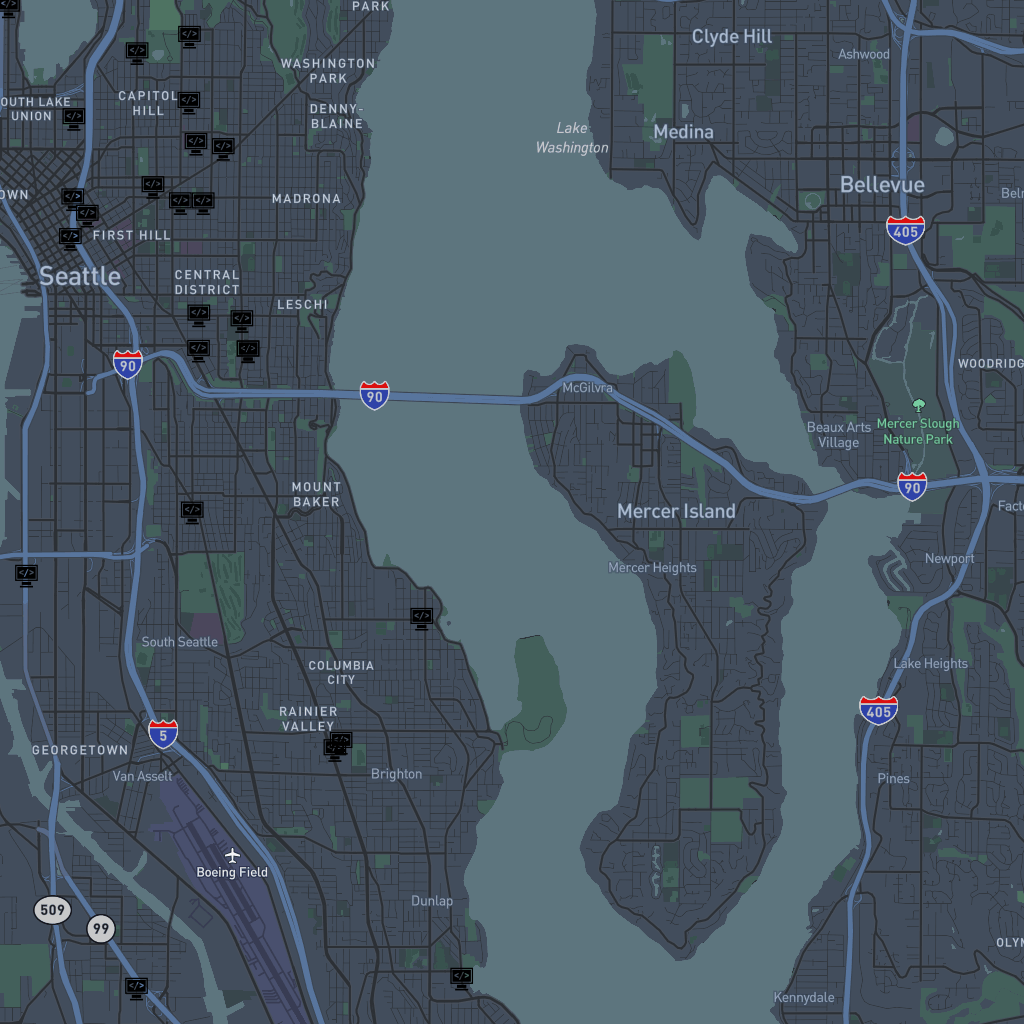 PARK
Clyde Hill
Ashwood
WASHINGTON
PARK
CAPITOL
HILL
OUTH LAKE
UNION
DENNY-
BLAINE
Lake
Washington
Medina
Bellevue
OWN
MADRONA
Beln
405
FIRST HILL
Seattle
CENTRAL
DISTRICT
LESCHI
90
90
McGilvra
WOODRIDG
Beaux Arts
Village
Mercer Slough
Nature Park
90
MOUNT
BAKER
Mercer Island
Facto
Newport
Mercer Heights
South Seattle
COLUMBIA
CITY
Lake Heights
RAINIER
VALLEY
405
5
GEORGETOWN
Van Asselt
Brighton
Pines
Boeing Field
Dunlap
509
99
OLYM
Kennydale